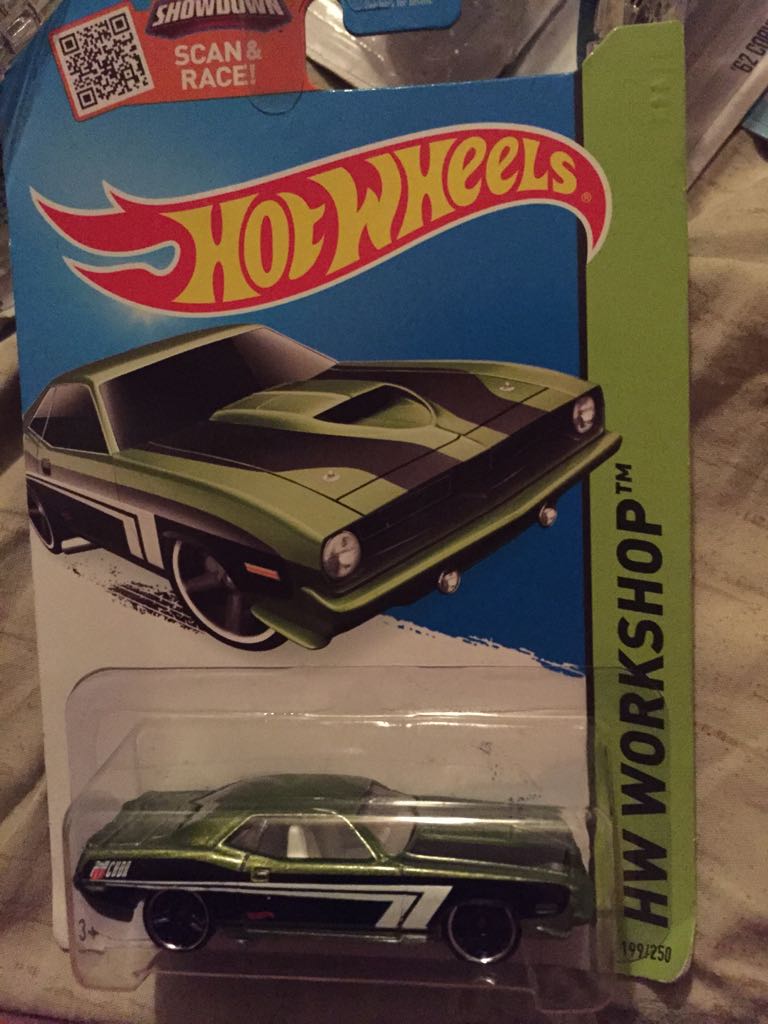 SHOWDOWN
SCAN &
RACE!
'62 CORV
HOT WHEELS®
HW WORKSHOP™
CUDA
3+
199/250